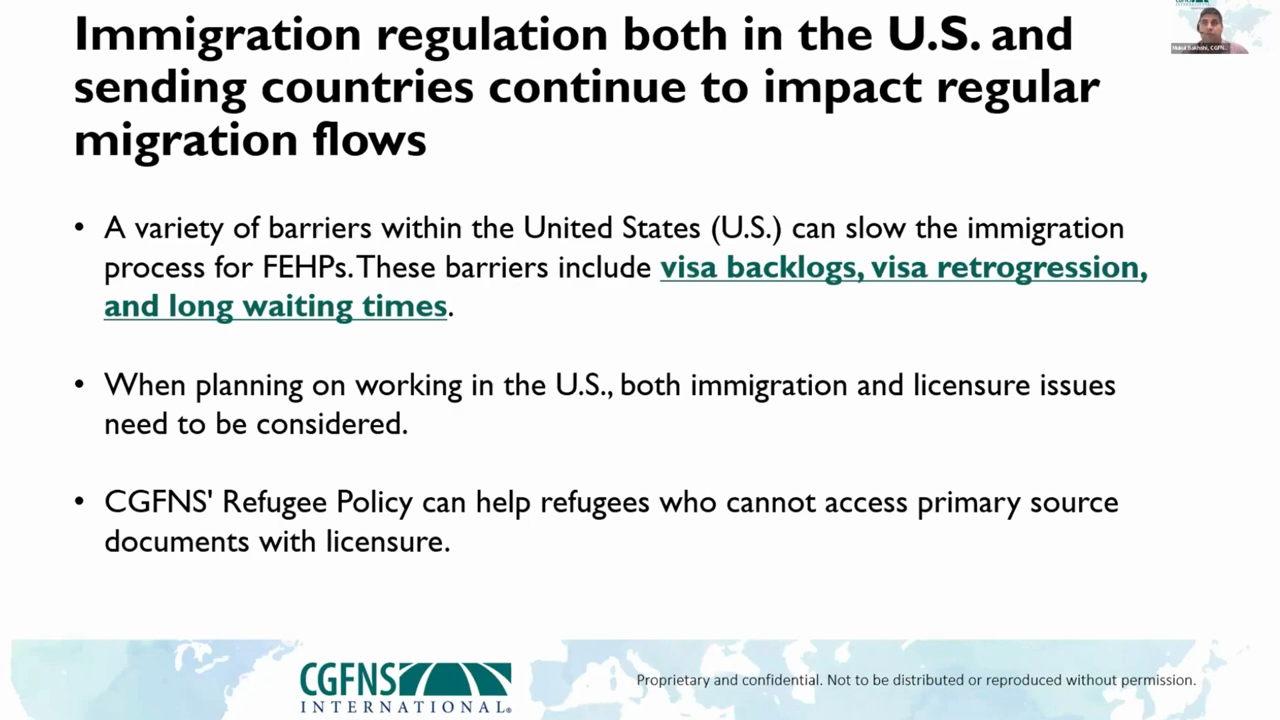 Immigration regulation both in the U.S. and
sending countries continue to impact regular
migration flows
• A variety of barriers within the United States (U.S.) can slow the immigration
process for FEHPs. These barriers include visa backlogs, visa retrogression,
and long waiting times.
• When planning on working in the U.S., both immigration and licensure issues
need to be considered.
• CGFNS' Refugee Policy can help refugees who cannot access primary source
documents with licensure.
CGFNS
INTERNATIONAL®
Proprietary and confidential. Not to be distributed or reproduced without permission.